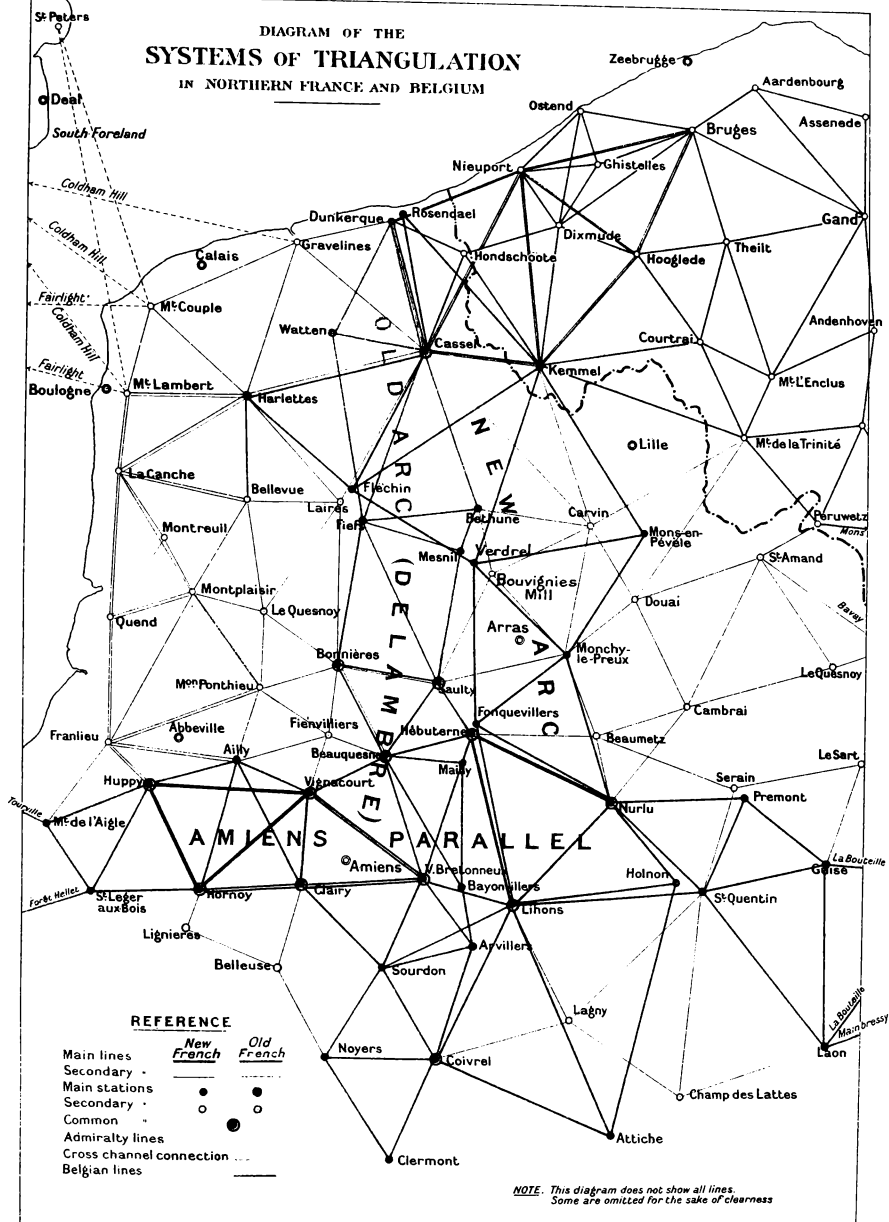 DIAGRAM OF THE
SYSTEMS OF TRIANGULATION
IN NORTHERN FRANCE AND BELGIUM
St. Peters
Deal
South Foreland
Zeebrugge
Aardenbourg
Ostend
Assenede
Bruges
Nieuport
Ghistelles
Coldham Hill
Dunkerque
Rosendael
Gand
Gravelines
Dixmude
Calais
Coldham Hill
Hondschoote
Hooglede
Theilt
Fairlight
Mt. Couple
Coldham Hill
Watten
Cassel
Courtrai
Andenhoven
Fairlight
Boulogne
Mt. Lambert
Harlettes
Kemmel
Mt. L'Enclus
Lille
Mt. de la Trinité
La Canche
Bellevue
Fléchin
Laires
Fiefs
Béthune
Carvin
Péruwetz
Mons
Montreuil
Mesnil
Verdrel
Mons-en-
Pévèle
St. Amand
Bouvignies
Mill
Montplaisir
Le Quesnoy
Douai
Bavay
Quend
Arras
Monchy-
le-Preux
Bonnières
Le Quesnoy
Mon Ponthieu
Saulty
Cambrai
Abbeville
Fienvilliers
Fonquevillers
Hébuterne
Franlieu
Beaumetz
Ailly
Beauquesne
Le Sart
Huppy
Mailly
Serain
Vignacourt
Premont
Tourville
Mt. de l'Aigle
Nurlu
OLD ARC (DELAMBRE)
NEW ARC
AMIENS PARALLEL
Amiens
V. Bretonneux
Holnon
La Bouteille
Guise
Forêt Hellet
St. Leger
aux Bois
Hornoy
Clairy
Bayonvillers
St. Quentin
Lihons
Lignieres
Arvillers
Belleuse
Sourdon
Lagny
La Bouteille
Mainbressy
Noyers
Coivrel
Laon
Champ des Lattes
Attiche
Clermont
REFERENCE
New French
Old French
Main lines
Secondary "
Main stations
Secondary "
Common "
Admiralty lines
Cross channel connection
Belgian lines
NOTE. This diagram does not show all lines.
Some are omitted for the sake of clearness